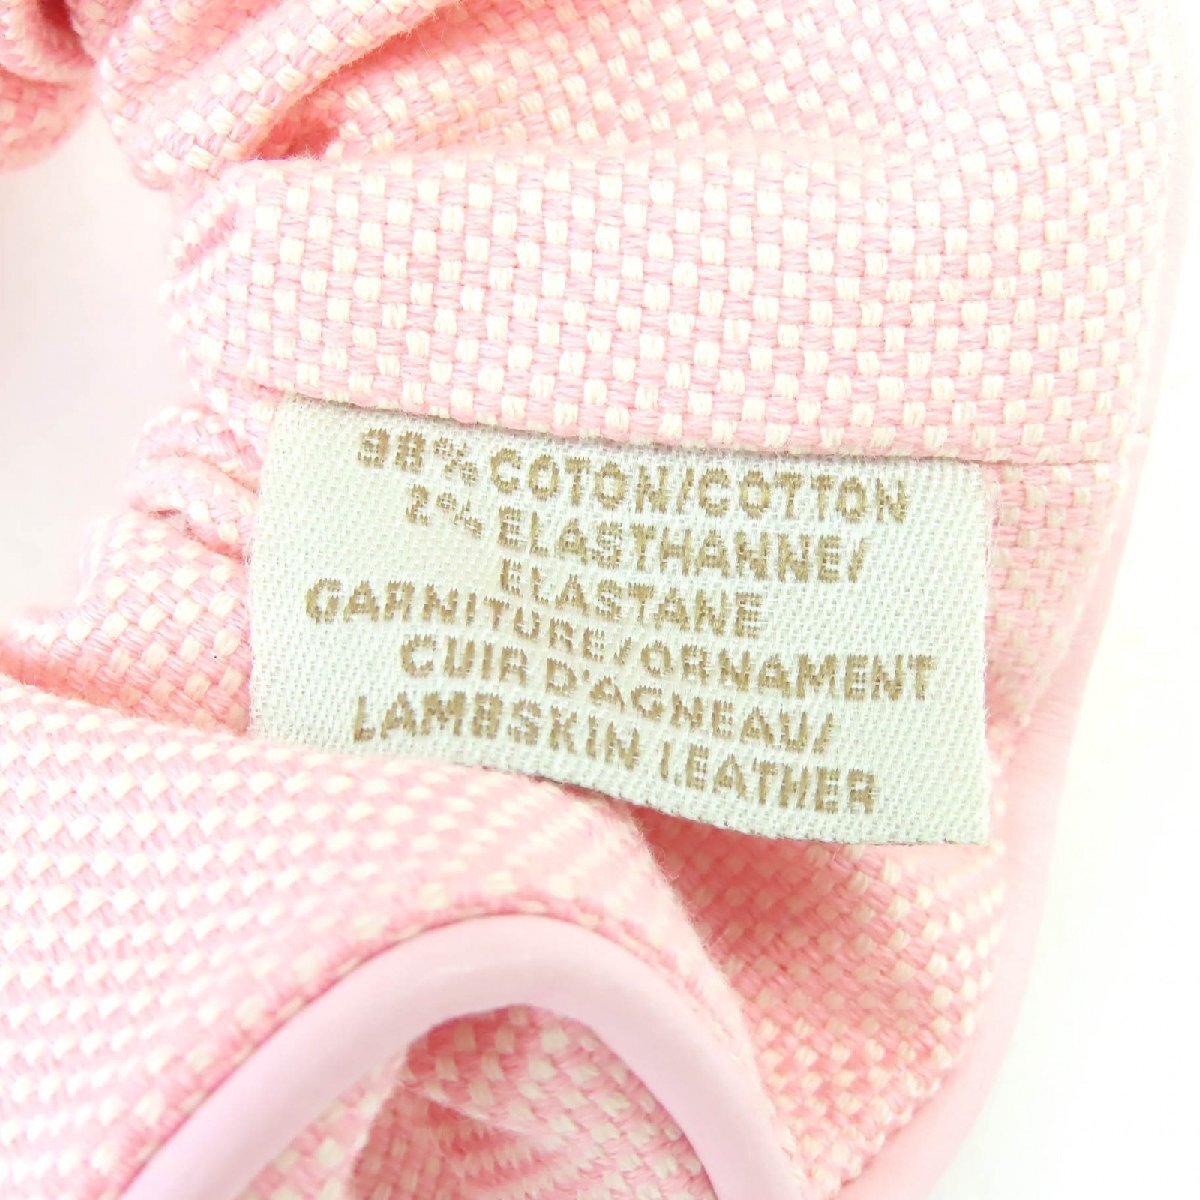 98% COTON/COTTON
2% ELASTHANNE/
ELASTANE
GARNITURE/ORNAMENT
CUIR D'AGNEAU/
LAMBSKIN LEATHER